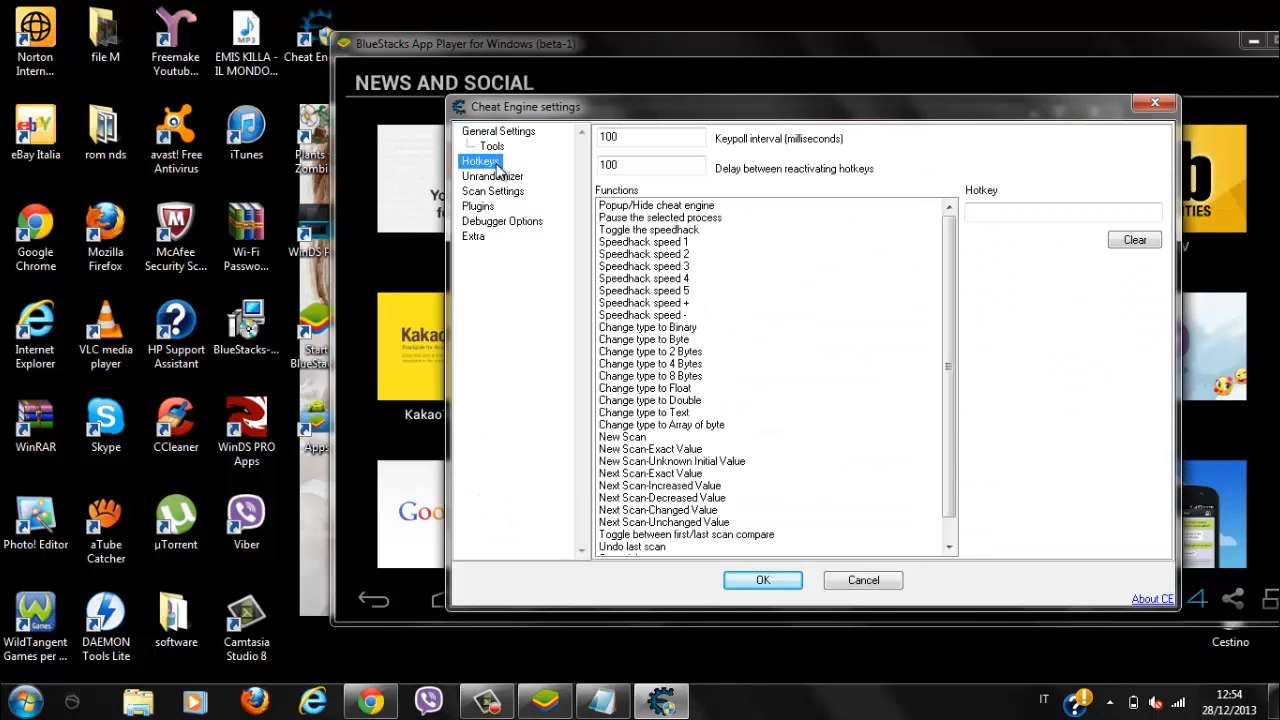 Norton
Intern...
file M
Freemake
Youtub...
MP3
EMIS KILLA -
IL MONDO...
Cheat En
ebay
eBay Italia
rom nds
avast! Free
Antivirus
iTunes
Plants
Zombi
Google
Chrome
Mozilla
Firefox
McAfee
Security Sc...
Wi-Fi
Passwo...
WinDS P
Internet
Explorer
VLC media
player
HP Support
Assistant
BlueStacks-...
Start
BlueStac
WinRAR
Skype
CCleaner
WinDS PRO
Apps
Apps
Photo! Editor
aTube
Catcher
µTorrent
Viber
WildTangent
Games per ...
DAEMON
Tools Lite
software
Camtasia
Studio 8
BlueStacks App Player for Windows (beta-1)
NEWS AND SOCIAL
Yo
f
ITIES
V
Kakao
KakaoT
Goo
Cheat Engine settings
General Settings
Tools
Hotkeys
Unrandomizer
Scan Settings
Plugins
Debugger Options
Extra
100
Keypoll interval (milliseconds)
100
Delay between reactivating hotkeys
Functions
Hotkey
Popup/Hide cheat engine
Pause the selected process
Toggle the speedhack
Speedhack speed 1
Speedhack speed 2
Speedhack speed 3
Speedhack speed 4
Speedhack speed 5
Speedhack speed +
Speedhack speed -
Change type to Binary
Change type to Byte
Change type to 2 Bytes
Change type to 4 Bytes
Change type to 8 Bytes
Change type to Float
Change type to Double
Change type to Text
Change type to Array of byte
New Scan
New Scan-Exact Value
New Scan-Unknown Initial Value
Next Scan-Exact Value
Next Scan-Increased Value
Next Scan-Decreased Value
Next Scan-Changed Value
Next Scan-Unchanged Value
Toggle between first/last scan compare
Undo last scan
Clear
OK
Cancel
About CE
Cestino
IT
12:54
28/12/2013